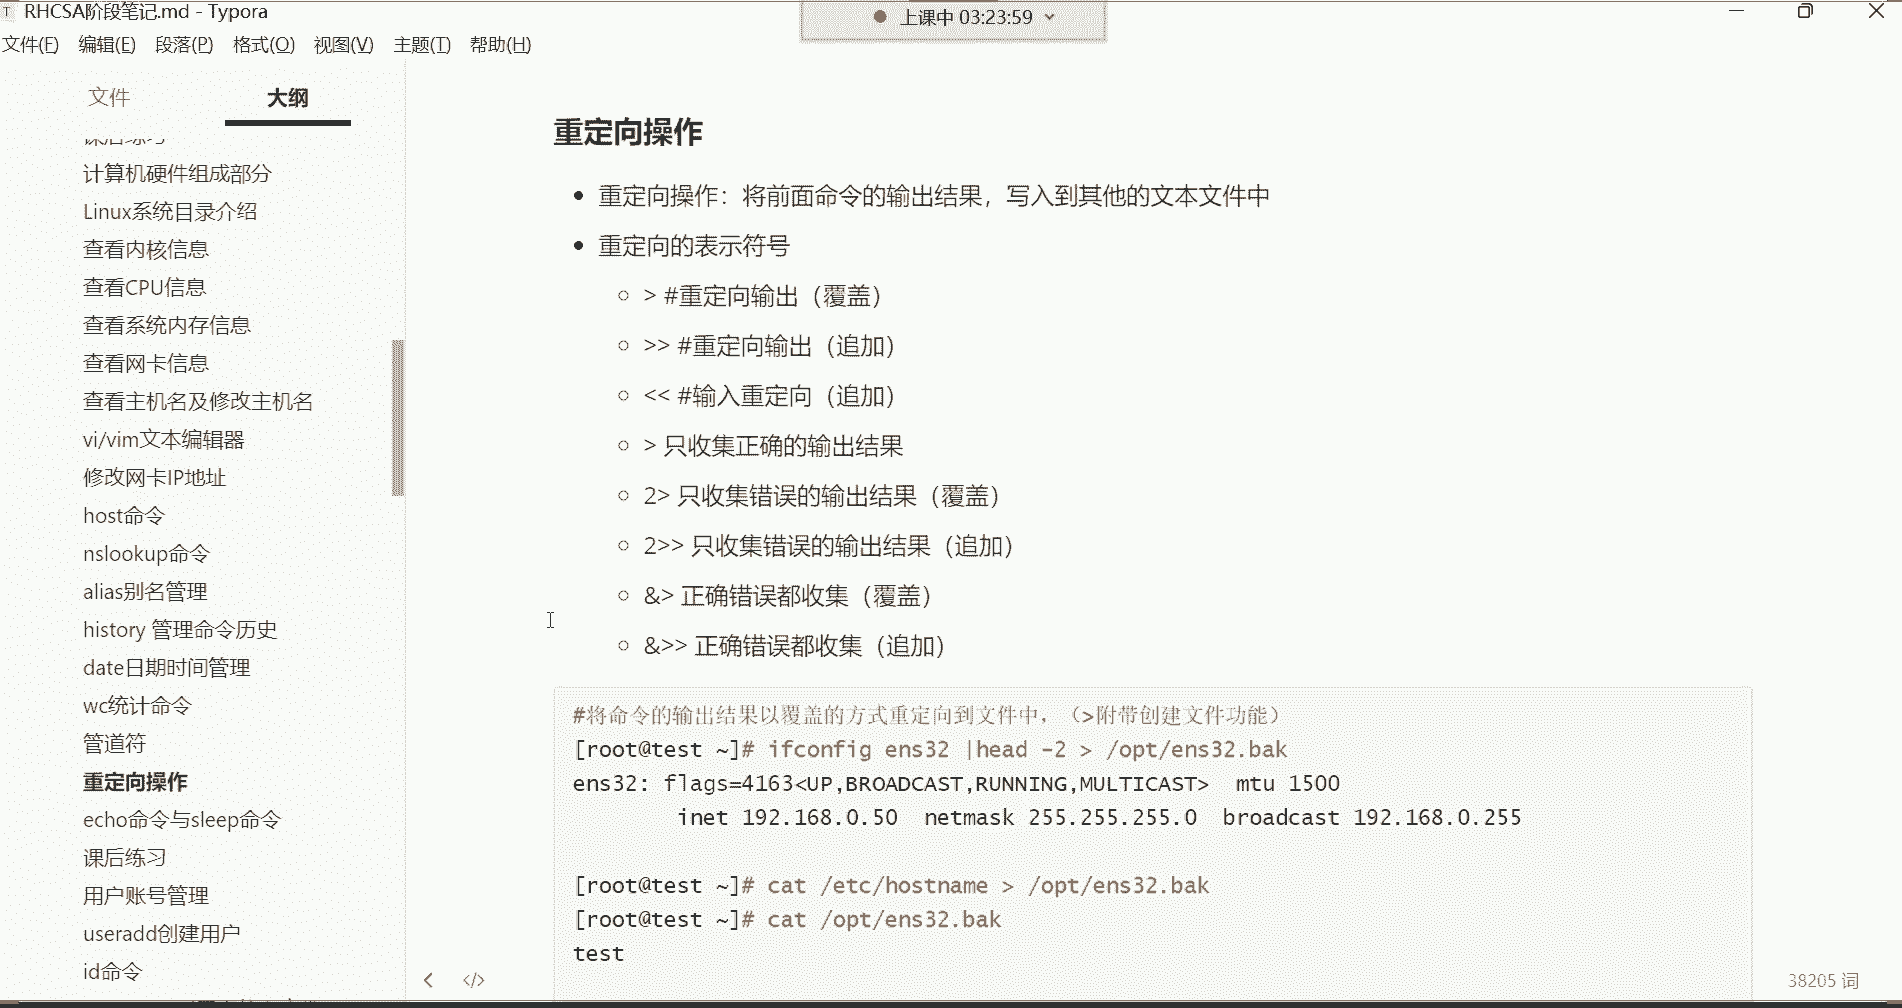 RHCSA阶段笔记.md - Typora
上课中 03:23:59
文件(F) 编辑(E) 段落(P) 格式(O) 视图(V) 主题(T) 帮助(H)
文件 大纲
课后练习
计算机硬件组成部分
Linux系统目录介绍
查看内核信息
查看CPU信息
查看系统内存信息
查看网卡信息
查看主机名及修改主机名
vi/vim文本编辑器
修改网卡IP地址
host命令
nslookup命令
alias别名管理
history 管理命令历史
date日期时间管理
wc统计命令
管道符
重定向操作
echo命令与sleep命令
课后练习
用户账号管理
useradd创建用户
id命令
重定向操作
重定向操作：将前面命令的输出结果，写入到其他的文本文件中
重定向的表示符号
> #重定向输出（覆盖）
>> #重定向输出（追加）
<< #输入重定向（追加）
> 只收集正确的输出结果
2> 只收集错误的输出结果（覆盖）
2>> 只收集错误的输出结果（追加）
&> 正确错误都收集（覆盖）
&>> 正确错误都收集（追加）
#将命令的输出结果以覆盖的方式重定向到文件中，（>附带创建文件功能）
[root@test ~]# ifconfig ens32 |head -2 > /opt/ens32.bak
ens32: flags=4163<UP,BROADCAST,RUNNING,MULTICAST>  mtu 1500
        inet 192.168.0.50  netmask 255.255.255.0  broadcast 192.168.0.255
[root@test ~]# cat /etc/hostname > /opt/ens32.bak
[root@test ~]# cat /opt/ens32.bak
test
38205 词